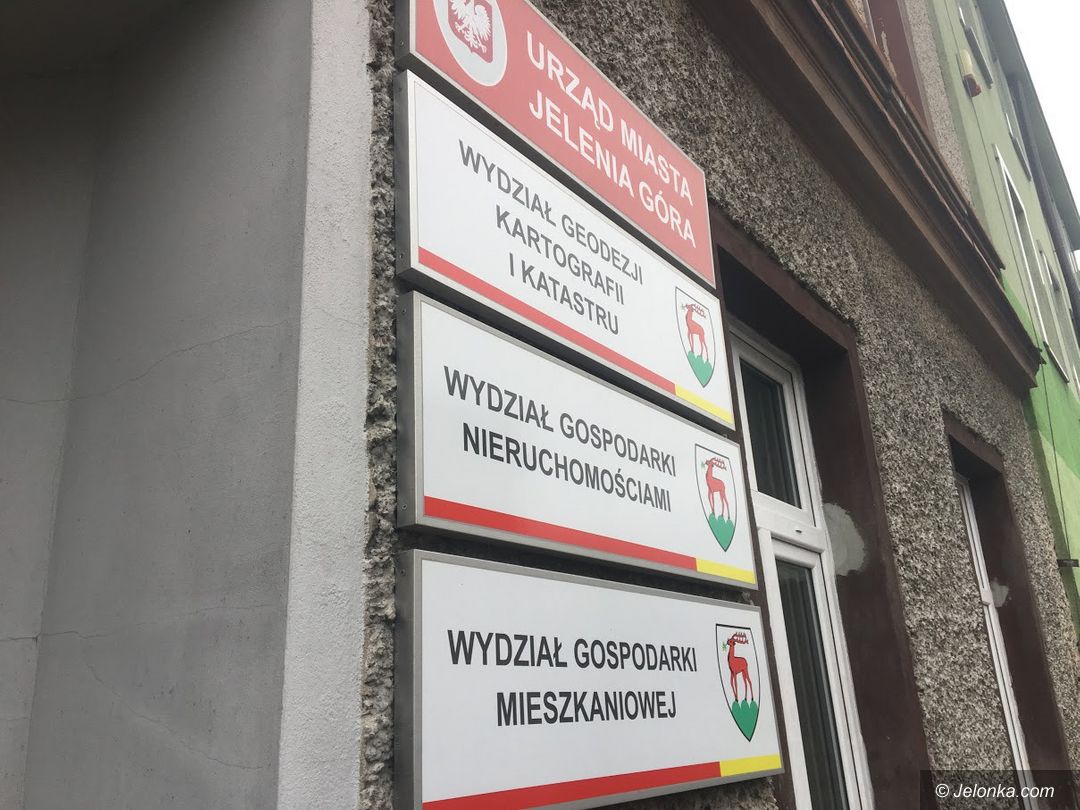 URZĄD MIASTA
JELENIA GÓRA
WYDZIAŁ GEODEZJI
KARTOGRAFII
I KATASTRU
WYDZIAŁ GOSPODARKI
NIERUCHOMOŚCIAMI
WYDZIAŁ GOSPODARKI
MIESZKANIOWEJ
© Jelonka.com